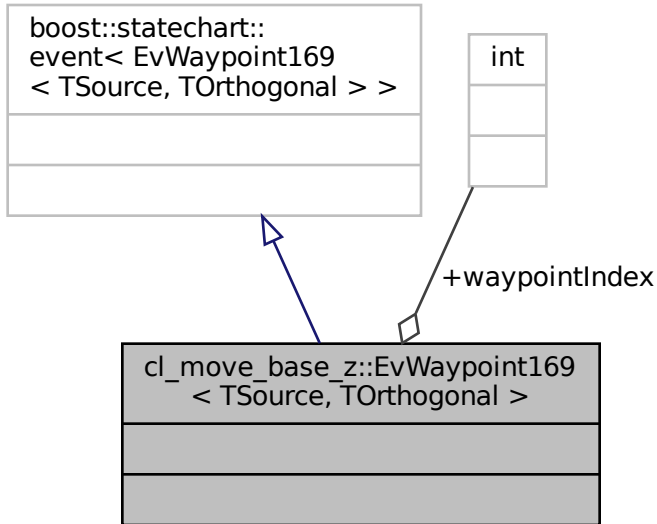 boost::statechart::
event< EvWaypoint169
< TSource, TOrthogonal > >
int
+waypointIndex
cl_move_base_z::EvWaypoint169
< TSource, TOrthogonal >